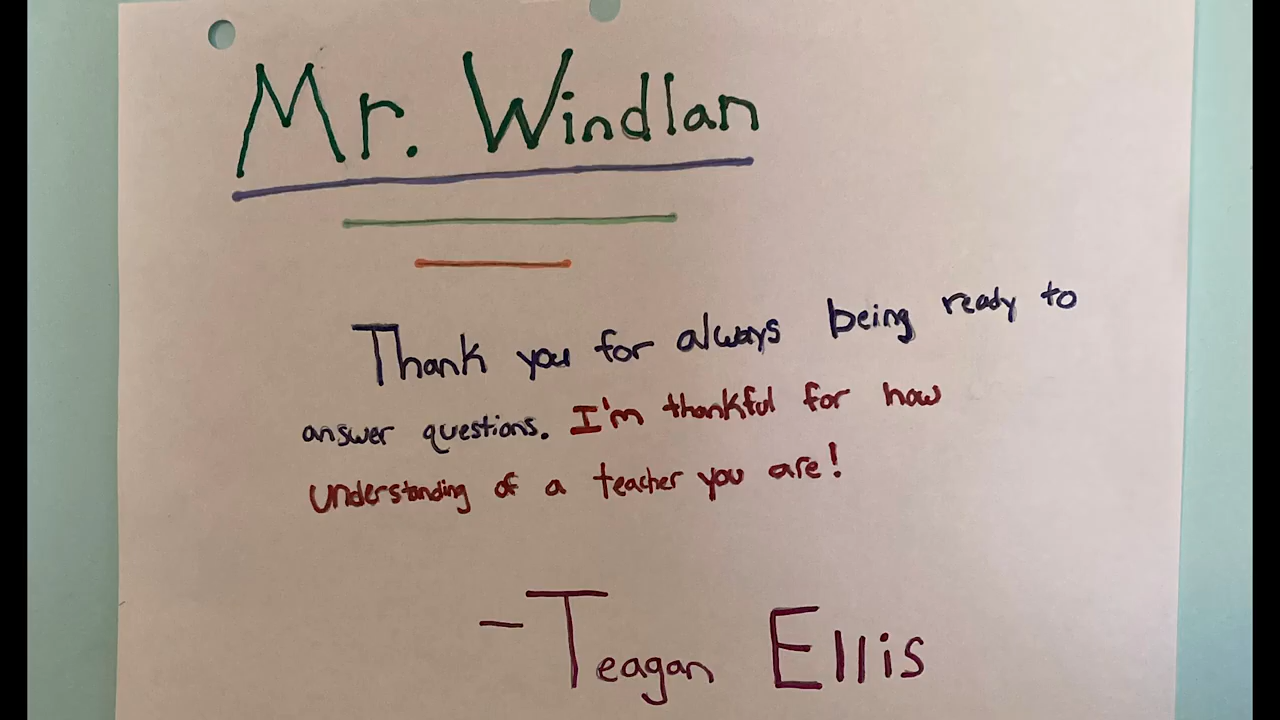 Mr. Windlan
Thank you for always being ready to
answer questions. I'm thankful for how
understanding of a teacher you are!
-Teagan Ellis